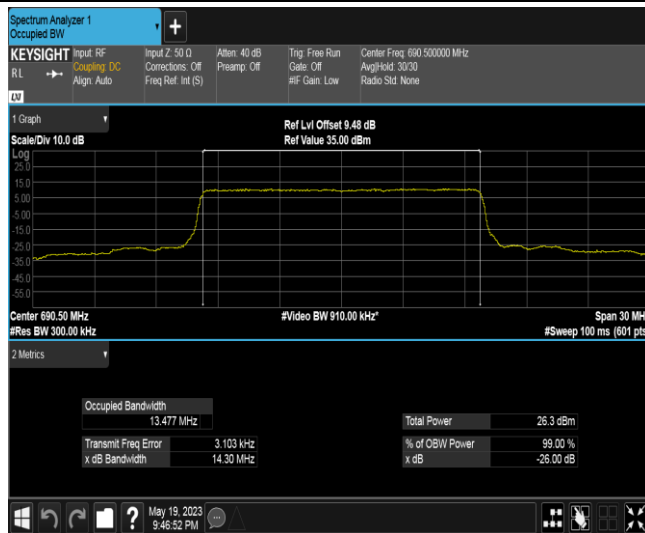 Spectrum Analyzer 1
Occupied BW
+
KEYSIGHT
RL
Input: RF
Coupling: DC
Align: Auto
Input Z: 50 Ω
Corrections: Off
Freq Ref: Int (S)
Atten: 40 dB
Preamp: Off
Trig: Free Run
Gate: Off
#IF Gain: Low
Center Freq: 690.500000 MHz
Avg|Hold: 30/30
Radio Std: None
1 Graph
Scale/Div 10.0 dB
Ref Lvl Offset 9.48 dB
Ref Value 35.00 dBm
Log
25.0
15.0
5.00
-5.00
-15.0
-25.0
-35.0
-45.0
-55.0
Center 690.50 MHz
#Video BW 910.00 kHz*
Span 30 MH
#Res BW 300.00 kHz
#Sweep 100 ms (601 pts
2 Metrics
Occupied Bandwidth
13.477 MHz
Total Power 26.3 dBm
Transmit Freq Error 3.103 kHz
% of OBW Power 99.00 %
x dB Bandwidth 14.30 MHz
x dB -26.00 dB
?
May 19, 2023
9:46:52 PM